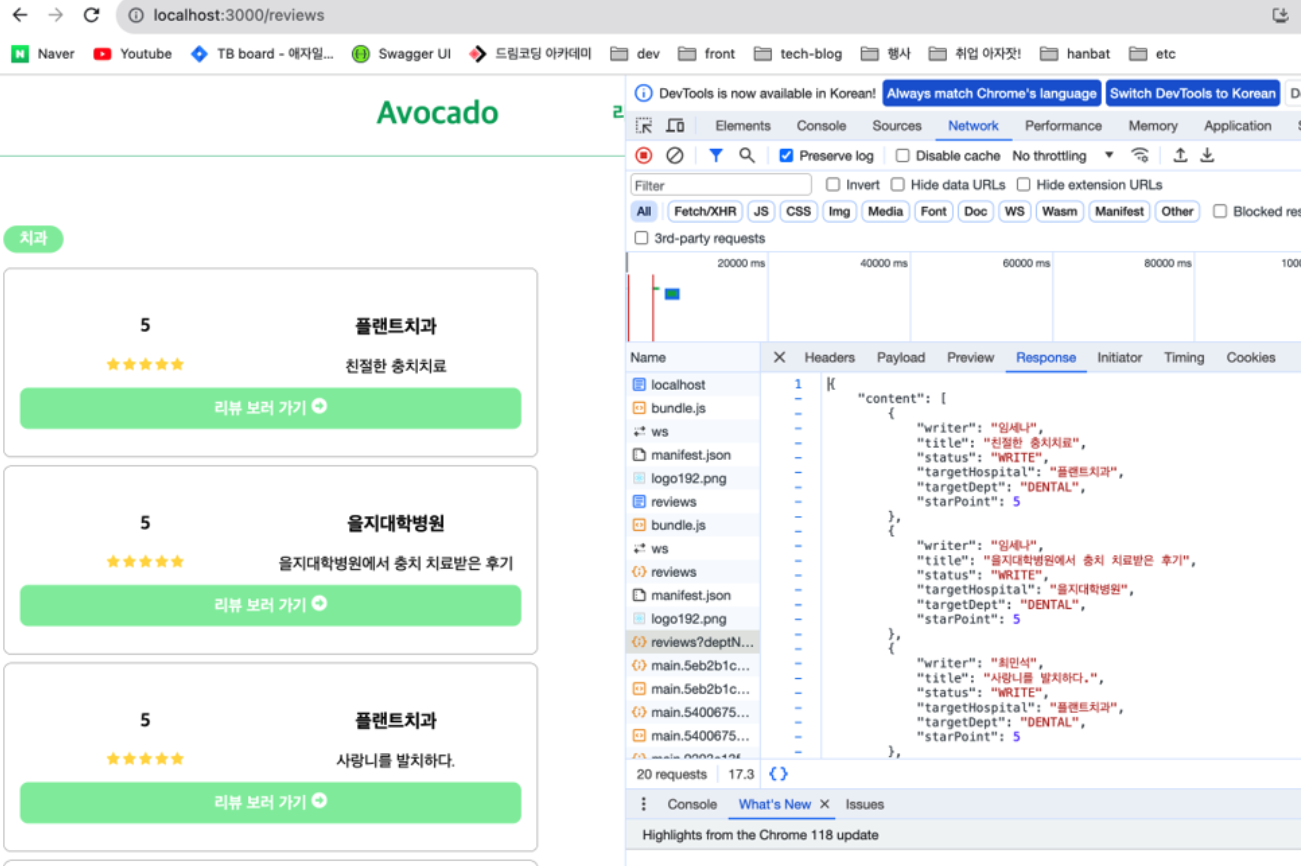 localhost:3000/reviews
Naver Youtube TB board - 애자일... Swagger UI 드림코딩 아카데미 dev front tech-blog 행사 취업 아자잣! hanbat etc
Avocado
치과
5 플랜트치과
친절한 충치치료
리뷰 보러 가기
5 을지대학병원
을지대학병원에서 충치 치료받은 후기
리뷰 보러 가기
5 플랜트치과
사랑니를 발치하다.
리뷰 보러 가기
DevTools is now available in Korean! Always match Chrome's language Switch DevTools to Korean
Elements Console Sources Network Performance Memory Application
Preserve log Disable cache No throttling
Filter Invert Hide data URLs Hide extension URLs
All Fetch/XHR JS CSS Img Media Font Doc WS Wasm Manifest Other Blocked res
3rd-party requests
20000 ms 40000 ms 60000 ms 80000 ms 1000
Name
localhost
bundle.js
ws
manifest.json
logo192.png
reviews
bundle.js
ws
reviews
manifest.json
logo192.png
reviews?deptN...
main.5eb2b1c...
main.5eb2b1c...
main.5400675...
main.5400675...
20 requests 17.3 { }
Headers Payload Preview Response Initiator Timing Cookies
1 {
"content": [
{
"writer": "임세나",
"title": "친절한 충치치료",
"status": "WRITE",
"targetHospital": "플랜트치과",
"targetDept": "DENTAL",
"starPoint": 5
},
{
"writer": "임세나",
"title": "을지대학병원에서 충치 치료받은 후기",
"status": "WRITE",
"targetHospital": "을지대학병원",
"targetDept": "DENTAL",
"starPoint": 5
},
{
"writer": "최민석",
"title": "사랑니를 발치하다.",
"status": "WRITE",
"targetHospital": "플랜트치과",
"targetDept": "DENTAL",
"starPoint": 5
},
Console What's New Issues
Highlights from the Chrome 118 update